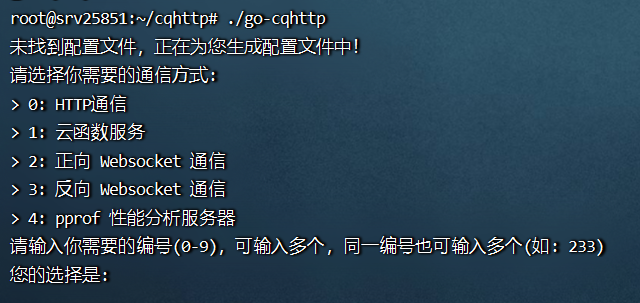 root@srv25851:~/cqhttp# ./go-cqhttp
未找到配置文件，正在为您生成配置文件中！
请选择你需要的通信方式:
> 0: HTTP通信
> 1: 云函数服务
> 2: 正向 Websocket 通信
> 3: 反向 Websocket 通信
> 4: pprof 性能分析服务器
请输入你需要的编号(0-9)，可输入多个，同一编号也可输入多个(如: 233)
您的选择是: